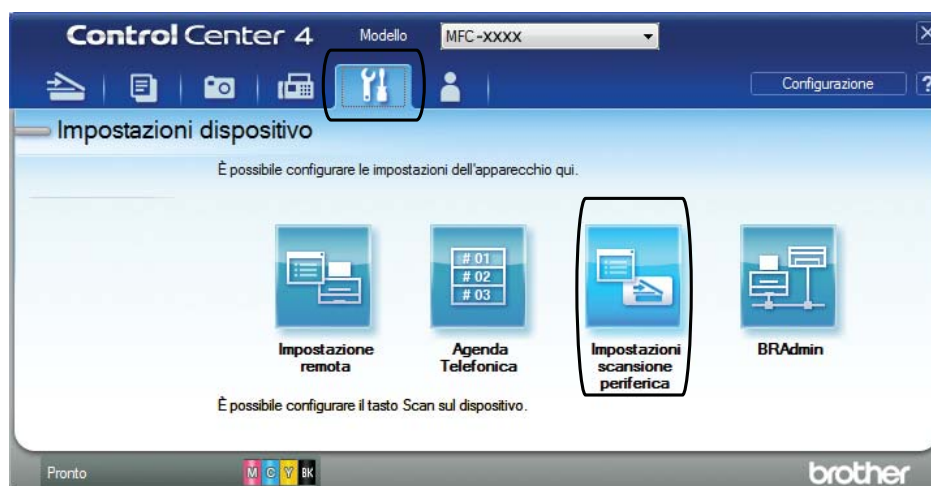 Control Center 4
Modello
MFC-XXXX
Configurazione
?
Impostazioni dispositivo
È possibile configurare le impostazioni dell'apparecchio qui.
# 01
# 02
# 03
Impostazione
remota
Agenda
Telefonica
Impostazioni
scansione
periferica
BRAdmin
È possibile configurare il tasto Scan sul dispositivo.
Pronto
M C Y BK
brother